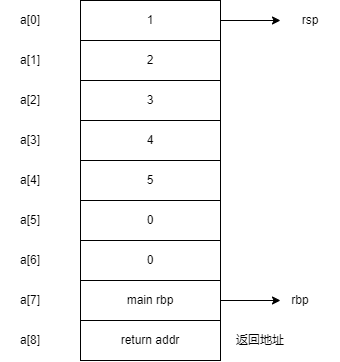 a[0] 1 rsp
a[1] 2
a[2] 3
a[3] 4
a[4] 5
a[5] 0
a[6] 0
a[7] main rbp rbp
a[8] return addr 返回地址